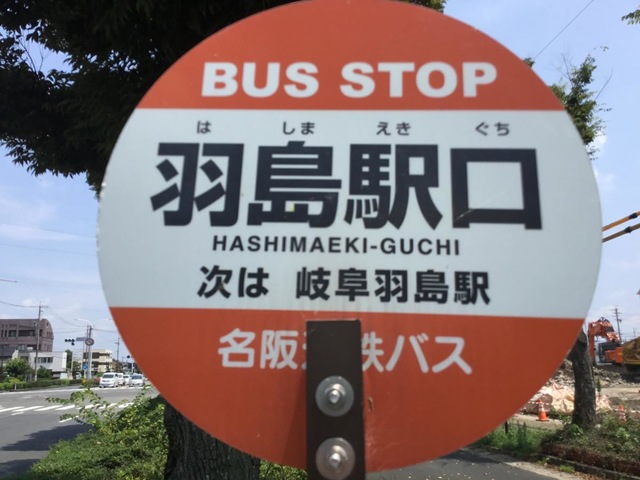 BUS STOP
は しま えき ぐち
羽島駅口
HASHIMAEKI-GUCHI
次は 岐阜羽島駅
名阪 鉄バス